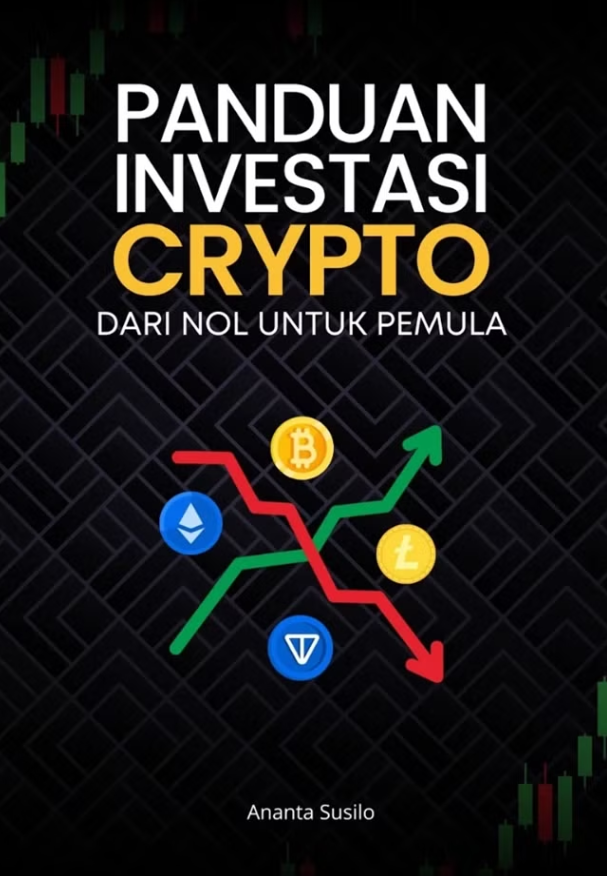 PANDUAN
INVESTASI
CRYPTO
DARI NOL UNTUK PEMULA
Ananta Susilo